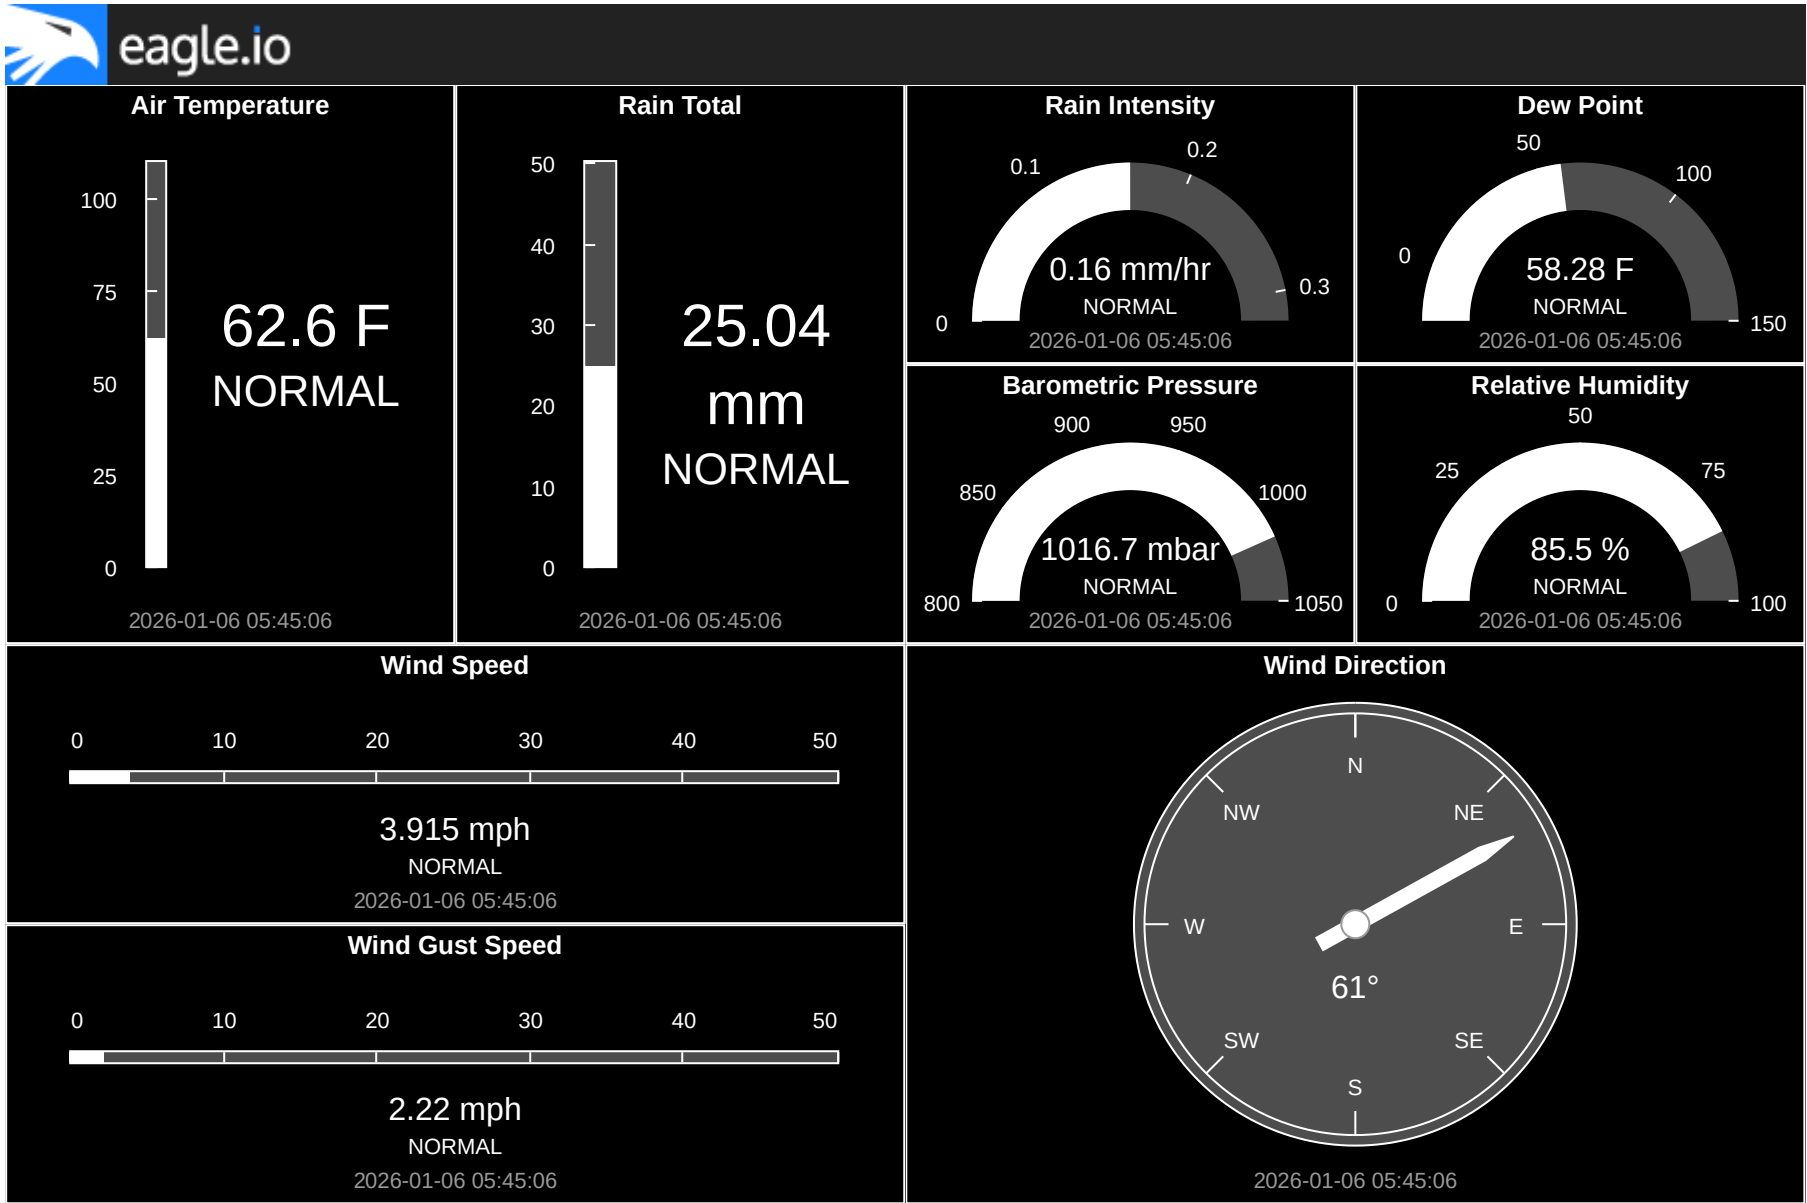 eagle.io
Air Temperature
100
75
50
25
0
62.6 F
NORMAL
2026-01-06 05:45:06
Rain Total
50
40
30
20
10
0
25.04
mm
NORMAL
2026-01-06 05:45:06
Rain Intensity
0
0.1
0.2
0.3
0.16 mm/hr
NORMAL
2026-01-06 05:45:06
Dew Point
0
50
100
150
58.28 F
NORMAL
2026-01-06 05:45:06
Barometric Pressure
800
850
900
950
1000
1050
1016.7 mbar
NORMAL
2026-01-06 05:45:06
Relative Humidity
0
25
50
75
100
85.5 %
NORMAL
2026-01-06 05:45:06
Wind Speed
0 10 20 30 40 50
3.915 mph
NORMAL
2026-01-06 05:45:06
Wind Gust Speed
0 10 20 30 40 50
2.22 mph
NORMAL
2026-01-06 05:45:06
Wind Direction
N
NW NE
W E
61°
SW SE
S
2026-01-06 05:45:06